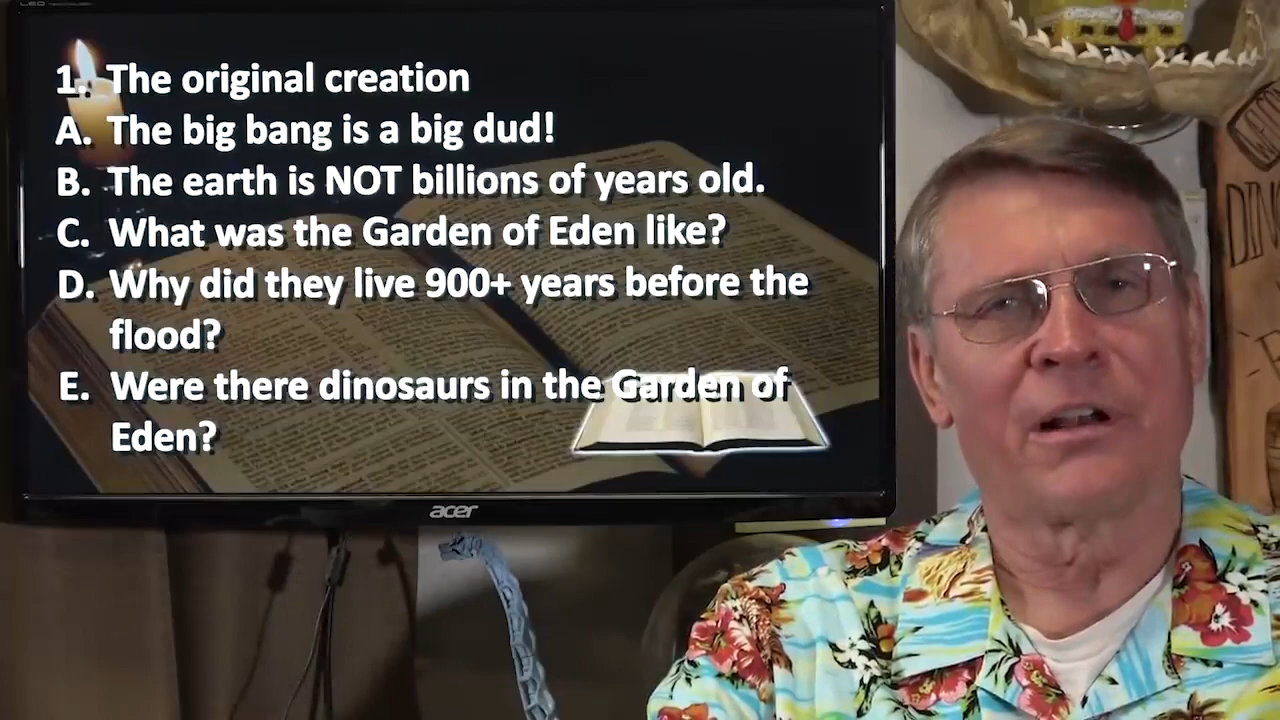 1. The original creation
A. The big bang is a big dud!
B. The earth is NOT billions of years old.
C. What was the Garden of Eden like?
D. Why did they live 900+ years before the
flood?
E. Were there dinosaurs in the Garden of
Eden?
acer
DIN